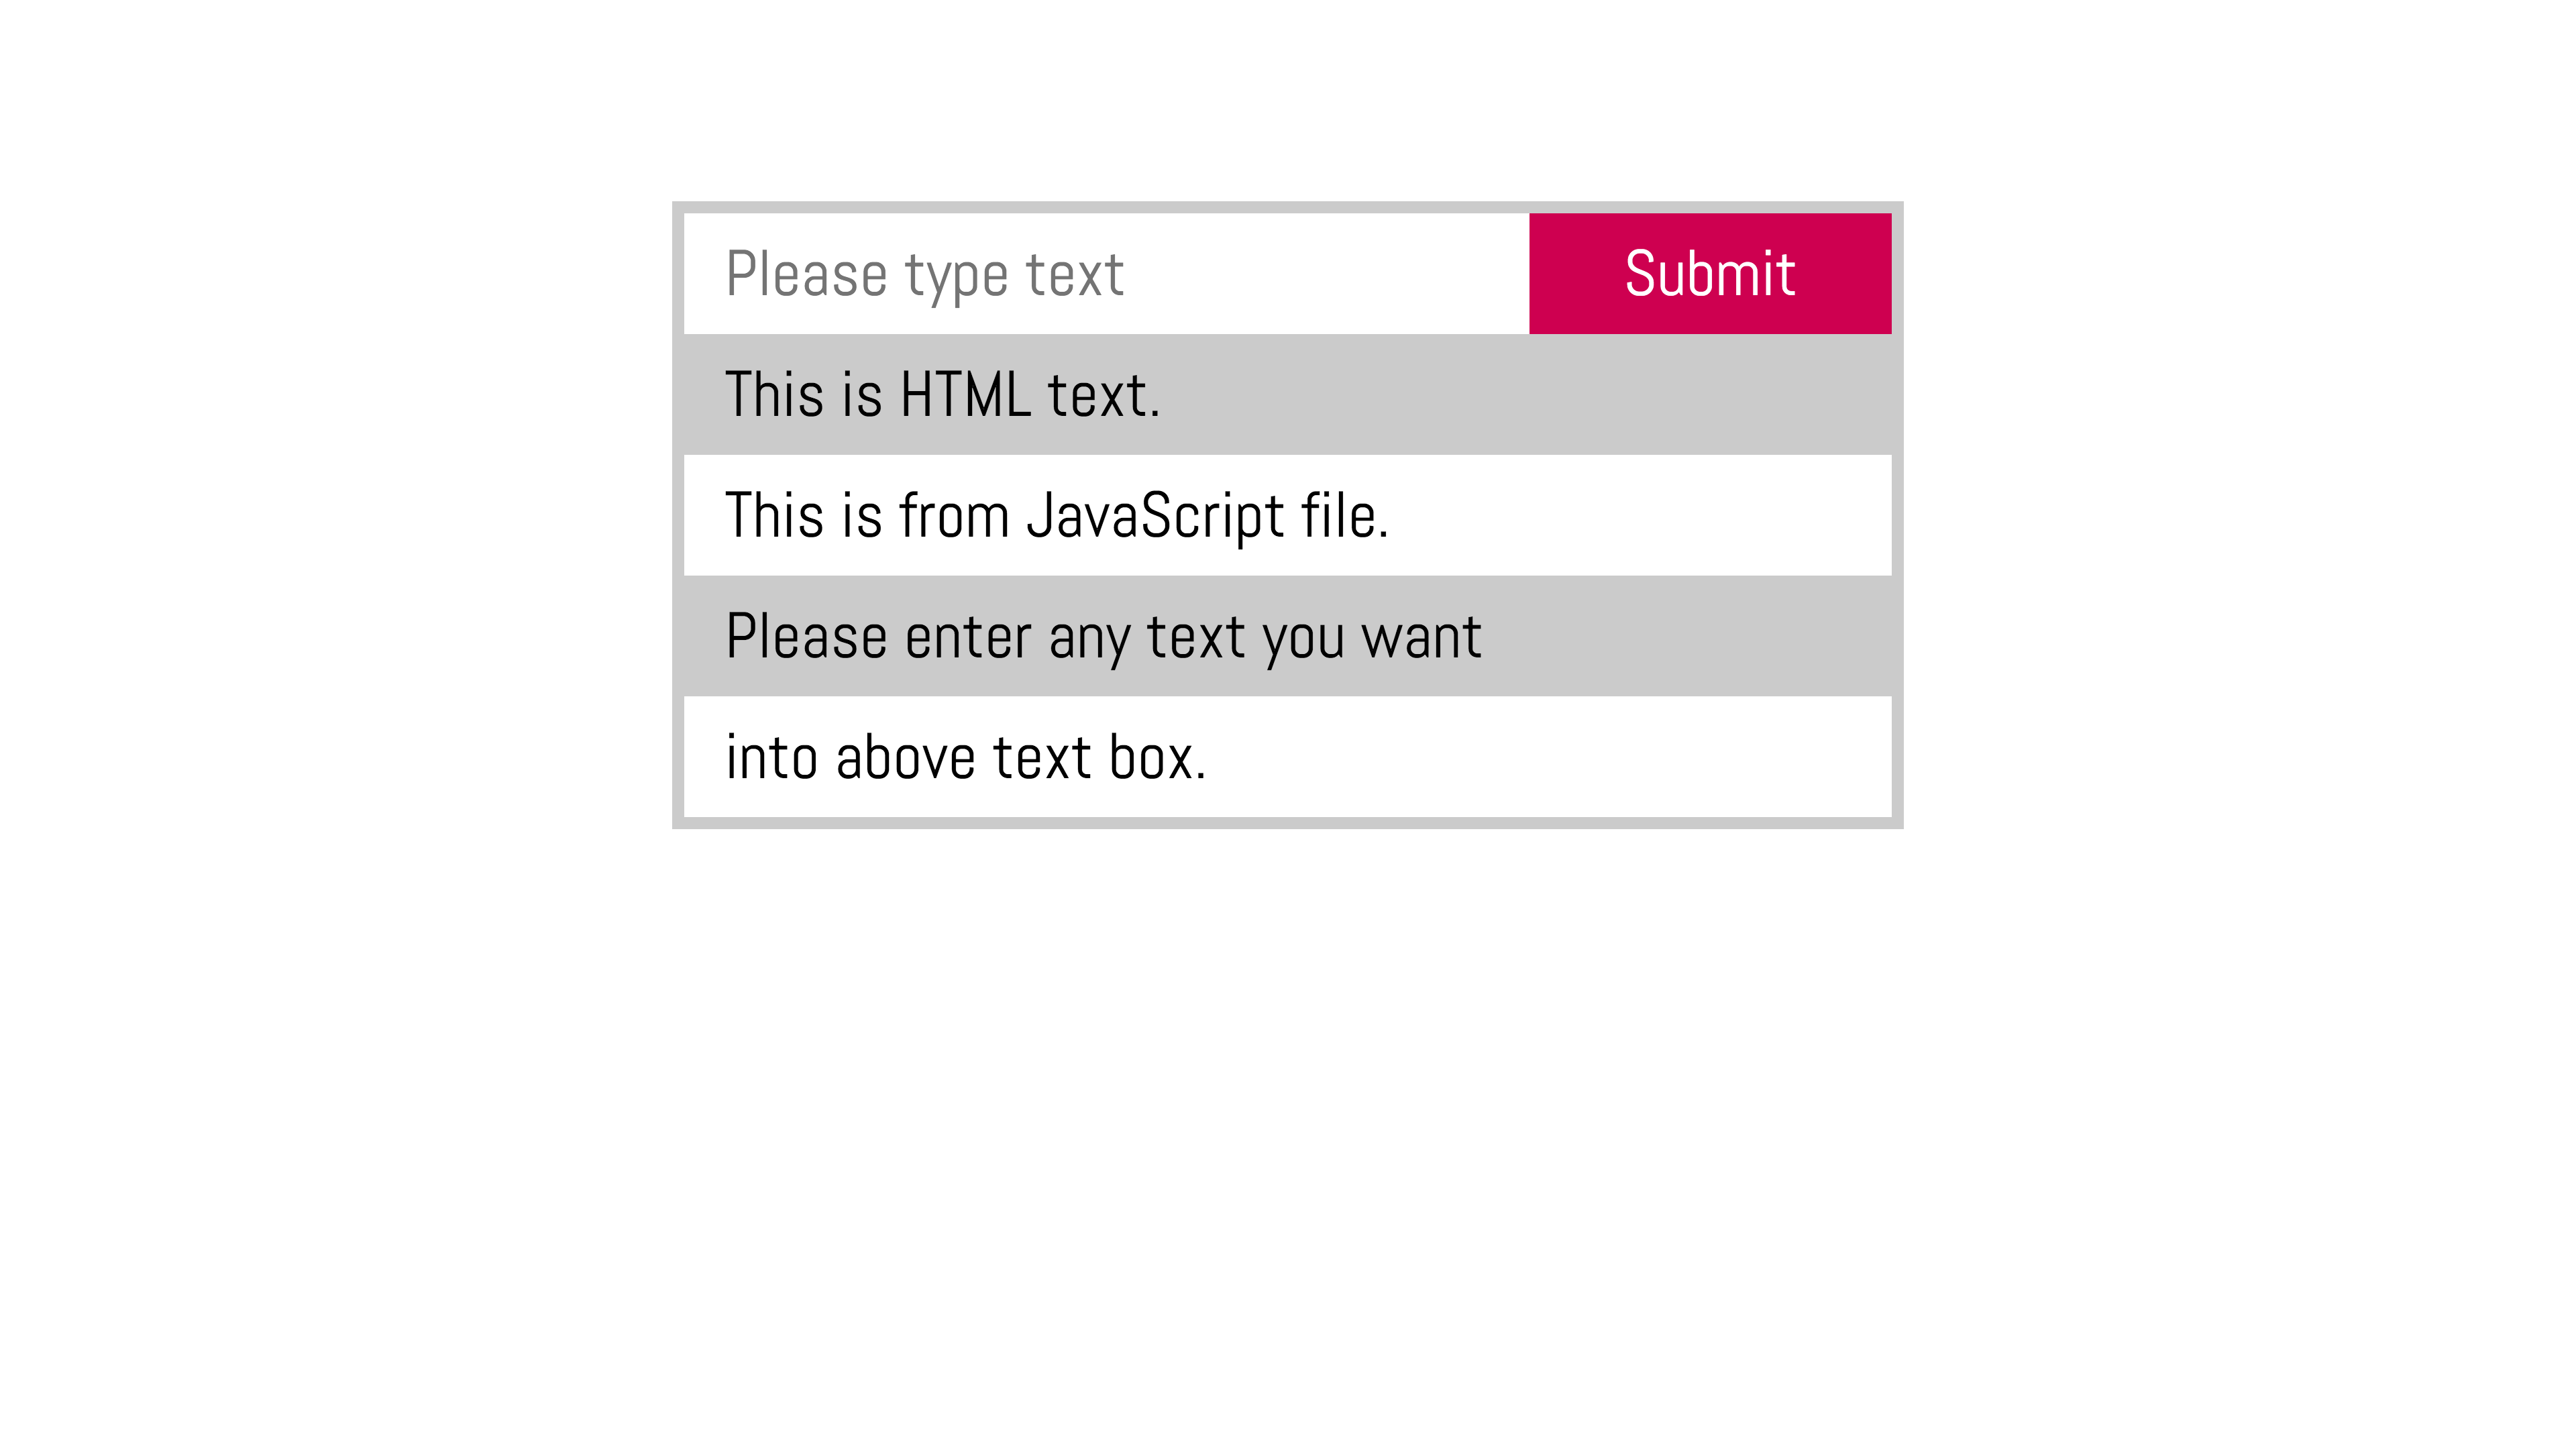 Please type text Submit
This is HTML text.
This is from JavaScript file.
Please enter any text you want
into above text box.